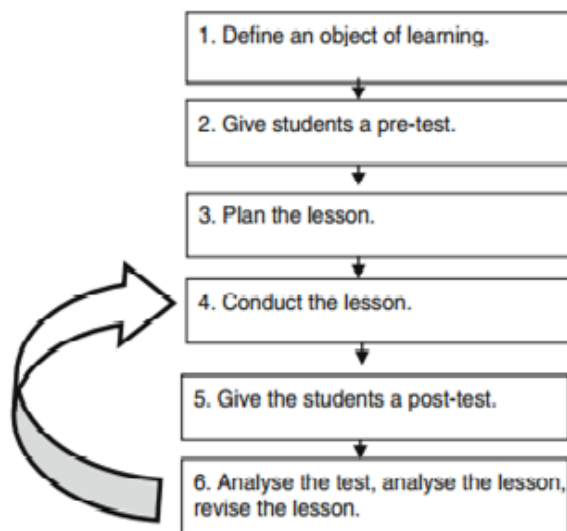 1. Define an object of learning.
2. Give students a pre-test.
3. Plan the lesson.
4. Conduct the lesson.
5. Give the students a post-test.
6. Analyse the test, analyse the lesson,
revise the lesson.